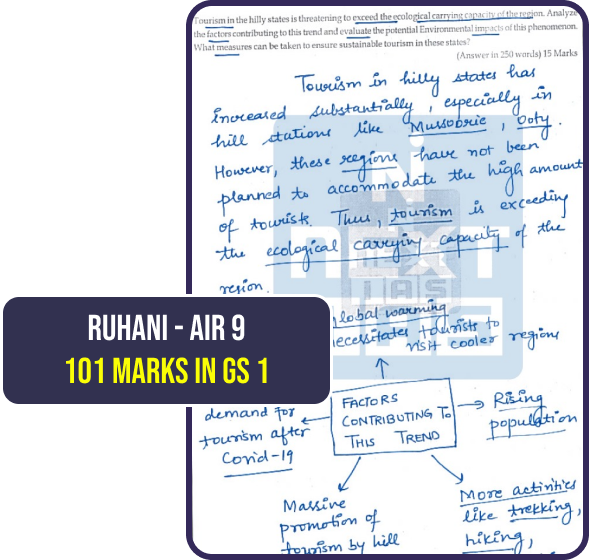 Tourism in the hilly states is threatening to exceed the ecological carrying capacity of the region. Analyze
the factors contributing to this trend and evaluate the potential Environmental impacts of this phenomenon.
What measures can be taken to ensure sustainable tourism in these states?
(Answer in 250 words) 15 Marks
Tourism in hilly states has
increased substantially, especially in
hill stations like Mussoorie, Ooty.
However, these regions have not been
planned to accommodate the high amount
of tourists. Thus, tourism is exceeding
the ecological carrying capacity of the
region.
NEXT
IAS
RUHANI - AIR 9
101 MARKS IN GS 1
lobal warming
ecessitates tourists to
visit cooler regions
demand for
tourism after
Covid-19
FACTORS
CONTRIBUTING TO
THIS TREND
Rising
population
Massive
promotion of
tourism by hill
More activities
like trekking,
hiking,